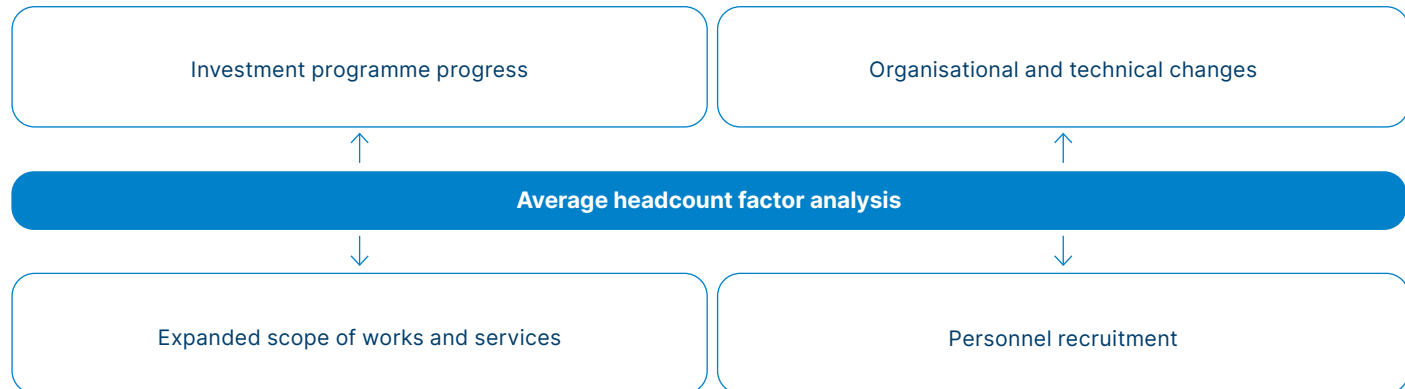 Investment programme progress
Organisational and technical changes
Average headcount factor analysis
Expanded scope of works and services
Personnel recruitment